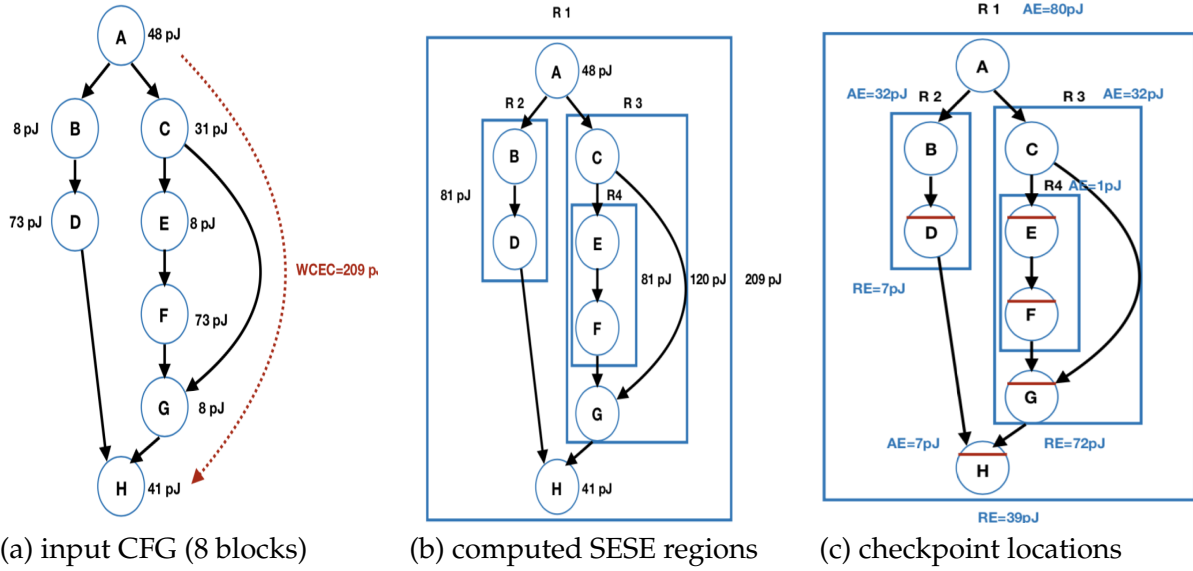 A
48 pJ
8 pJ
B
C
31 pJ
73 pJ
D
E
8 pJ
WCEC=209 p
F
73 pJ
G
8 pJ
H
41 pJ
(a) input CFG (8 blocks)
R 1
A
48 pJ
R 2
R 3
B
C
81 pJ
R4
D
E
81 pJ
120 pJ
209 pJ
F
G
H
41 pJ
(b) computed SESE regions
R 1
AE=80pJ
A
AE=32pJ
R 2
R 3
AE=32pJ
B
C
R4
AE=1pJ
D
E
RE=7pJ
F
G
AE=7pJ
RE=72pJ
H
RE=39pJ
(c) checkpoint locations